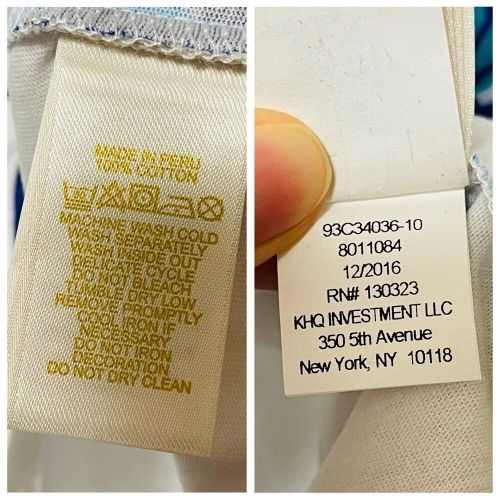 MADE IN PERU
100% COTTON
MACHINE WASH COLD
WASH SEPARATELY
INSIDE OUT
GENTLE CYCLE
DO NOT BLEACH
TUMBLE DRY LOW
REMOVE PROMPTLY
COOL IRON IF
NECESSARY
DO NOT IRON
DECORATION
DO NOT DRY CLEAN
93C34036-10
8011084
12/2016
RN# 130323
KHQ INVESTMENT LLC
350 5th Avenue
New York, NY 10118